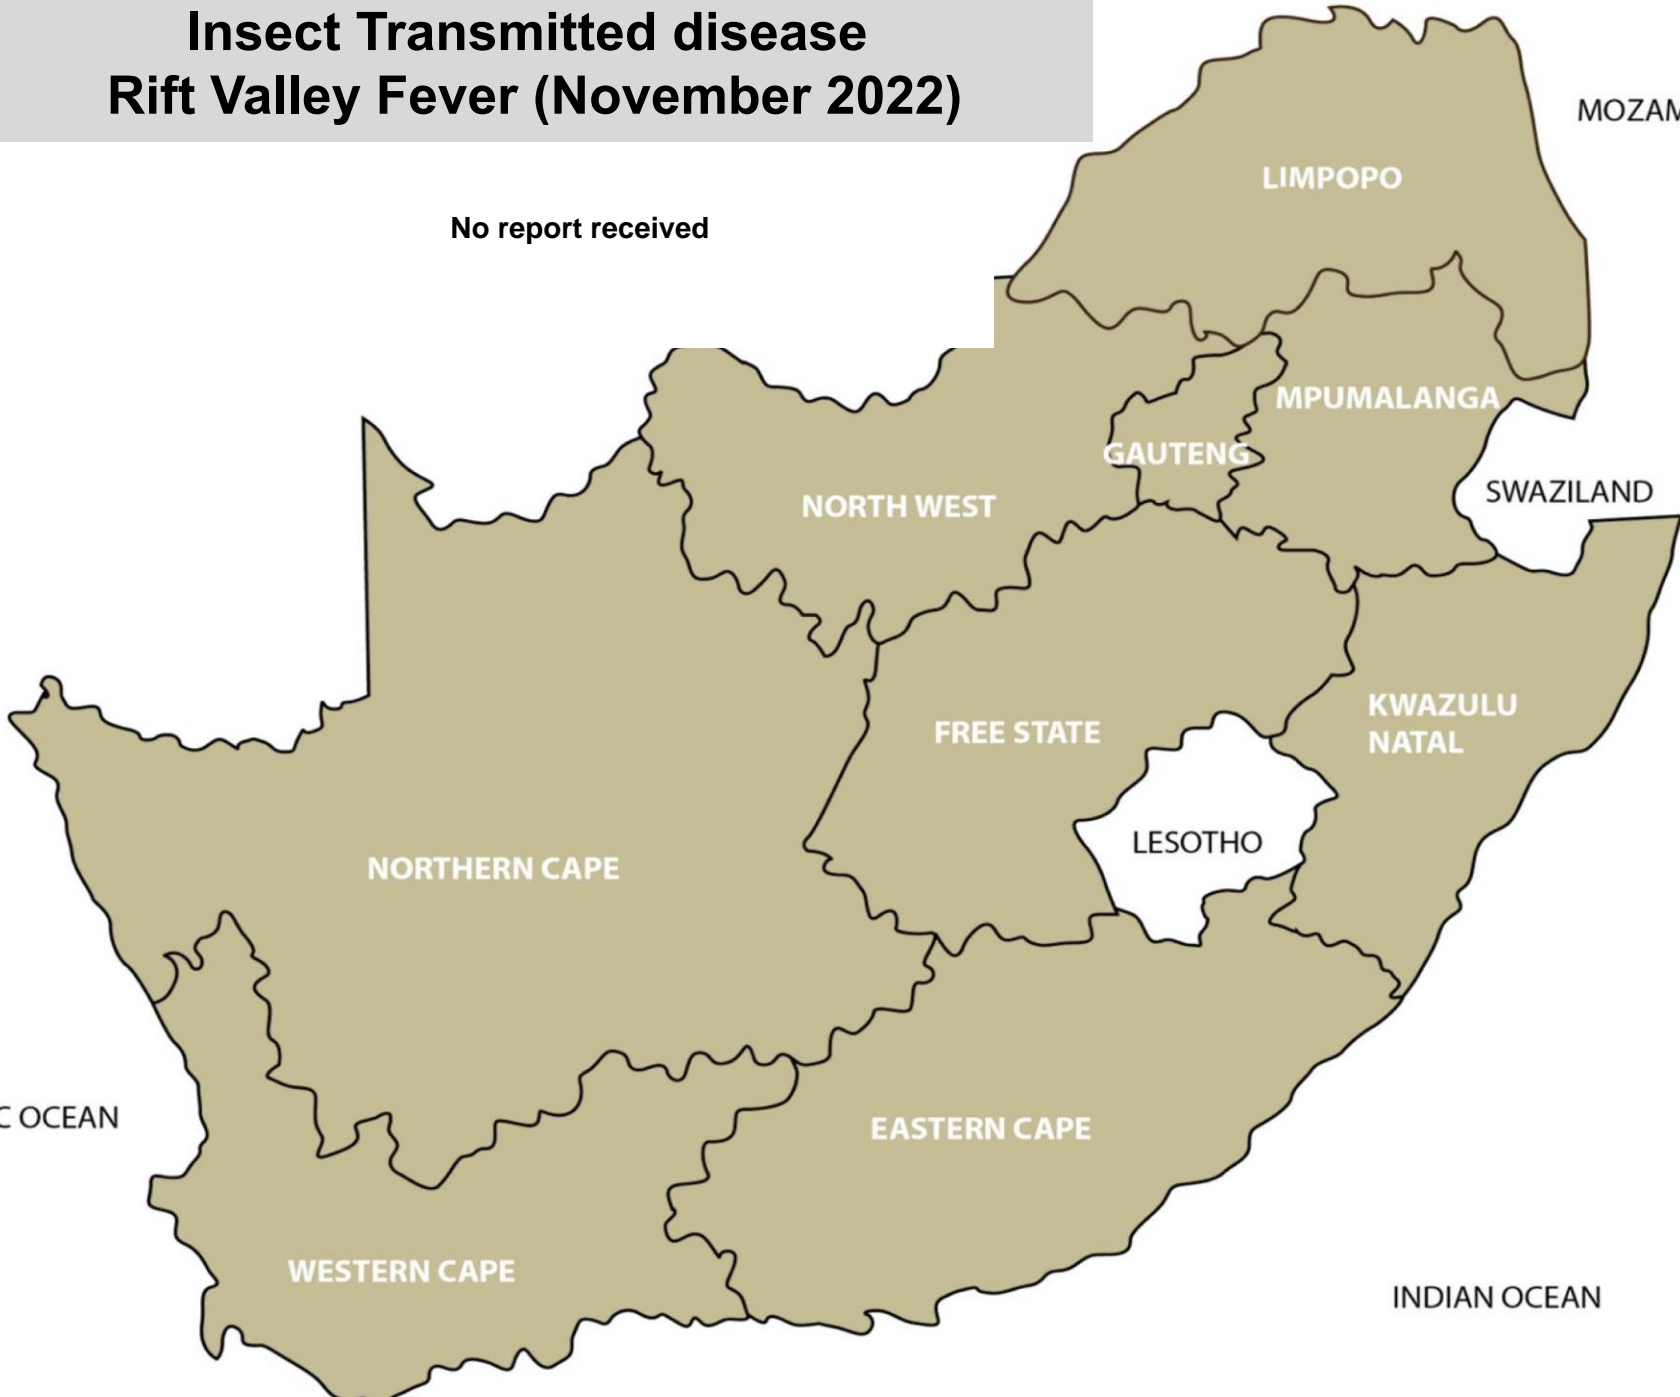 Insect Transmitted disease
Rift Valley Fever (November 2022)
MOZAM
LIMPOPO
No report received
MPUMALANGA
GAUTENG
SWAZILAND
NORTH WEST
KWAZULU
NATAL
FREE STATE
LESOTHO
NORTHERN CAPE
C OCEAN
EASTERN CAPE
WESTERN CAPE
INDIAN OCEAN